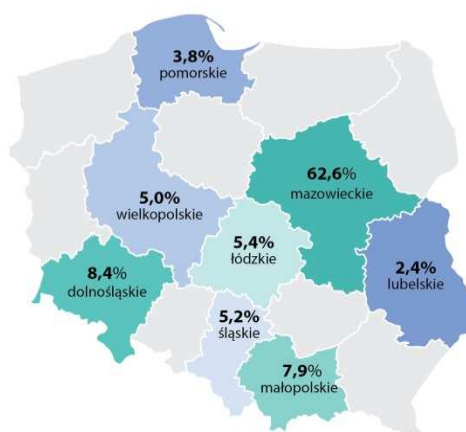 3,8%
pomorskie
62,6%
mazowieckie
5,0%
wielkopolskie
5,4%
łódzkie
8,4%
dolnośląskie
2,4%
lubelskie
5,2%
śląskie
7,9%
małopolskie